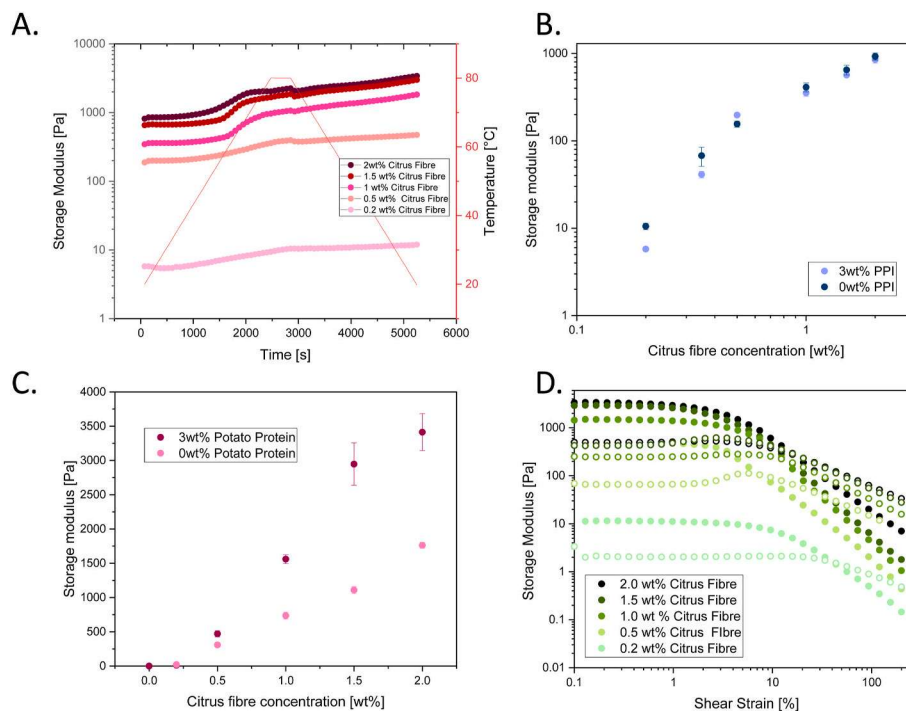 A.
10000
1000
100
10
1
Storage Modulus [Pa]
0
1000
2000
3000
4000
5000
6000
Time [s]
80
60
40
20
Temperature [°C]
2wt% Citrus Fibre
1.5 wt% Citrus Fibre
1 wt% Citrus Fibre
0.5 wt% Citrus Fibre
0.2 wt% Citrus Fibre
B.
1000
100
10
1
Storage modulus [Pa]
0.1
1
Citrus fibre concentration [wt%]
3wt% PPI
0wt% PPI
C.
4000
3500
3000
2500
2000
1500
1000
500
0
Storage modulus [Pa]
0.0
0.5
1.0
1.5
2.0
Citrus fibre concentration [wt%]
3wt% Potato Protein
0wt% Potato Protein
D.
1000
100
10
1
0.1
0.01
Storage Modulus [Pa]
0.1
1
10
100
Shear Strain [%]
2.0 wt% Citrus Fibre
1.5 wt% Citrus Fibre
1.0 wt % Citrus Fibre
0.5 wt% Citrus FIbre
0.2 wt% Citrus Fibre